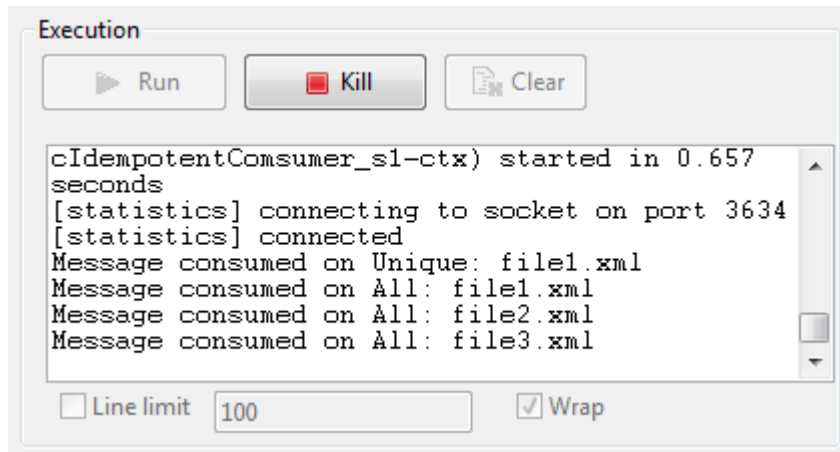 Execution
Run Kill Clear
cIdempotentComsumer_s1-ctx) started in 0.657
seconds
[statistics] connecting to socket on port 3634
[statistics] connected
Message consumed on Unique: file1.xml
Message consumed on All: file1.xml
Message consumed on All: file2.xml
Message consumed on All: file3.xml
Line limit 100 Wrap